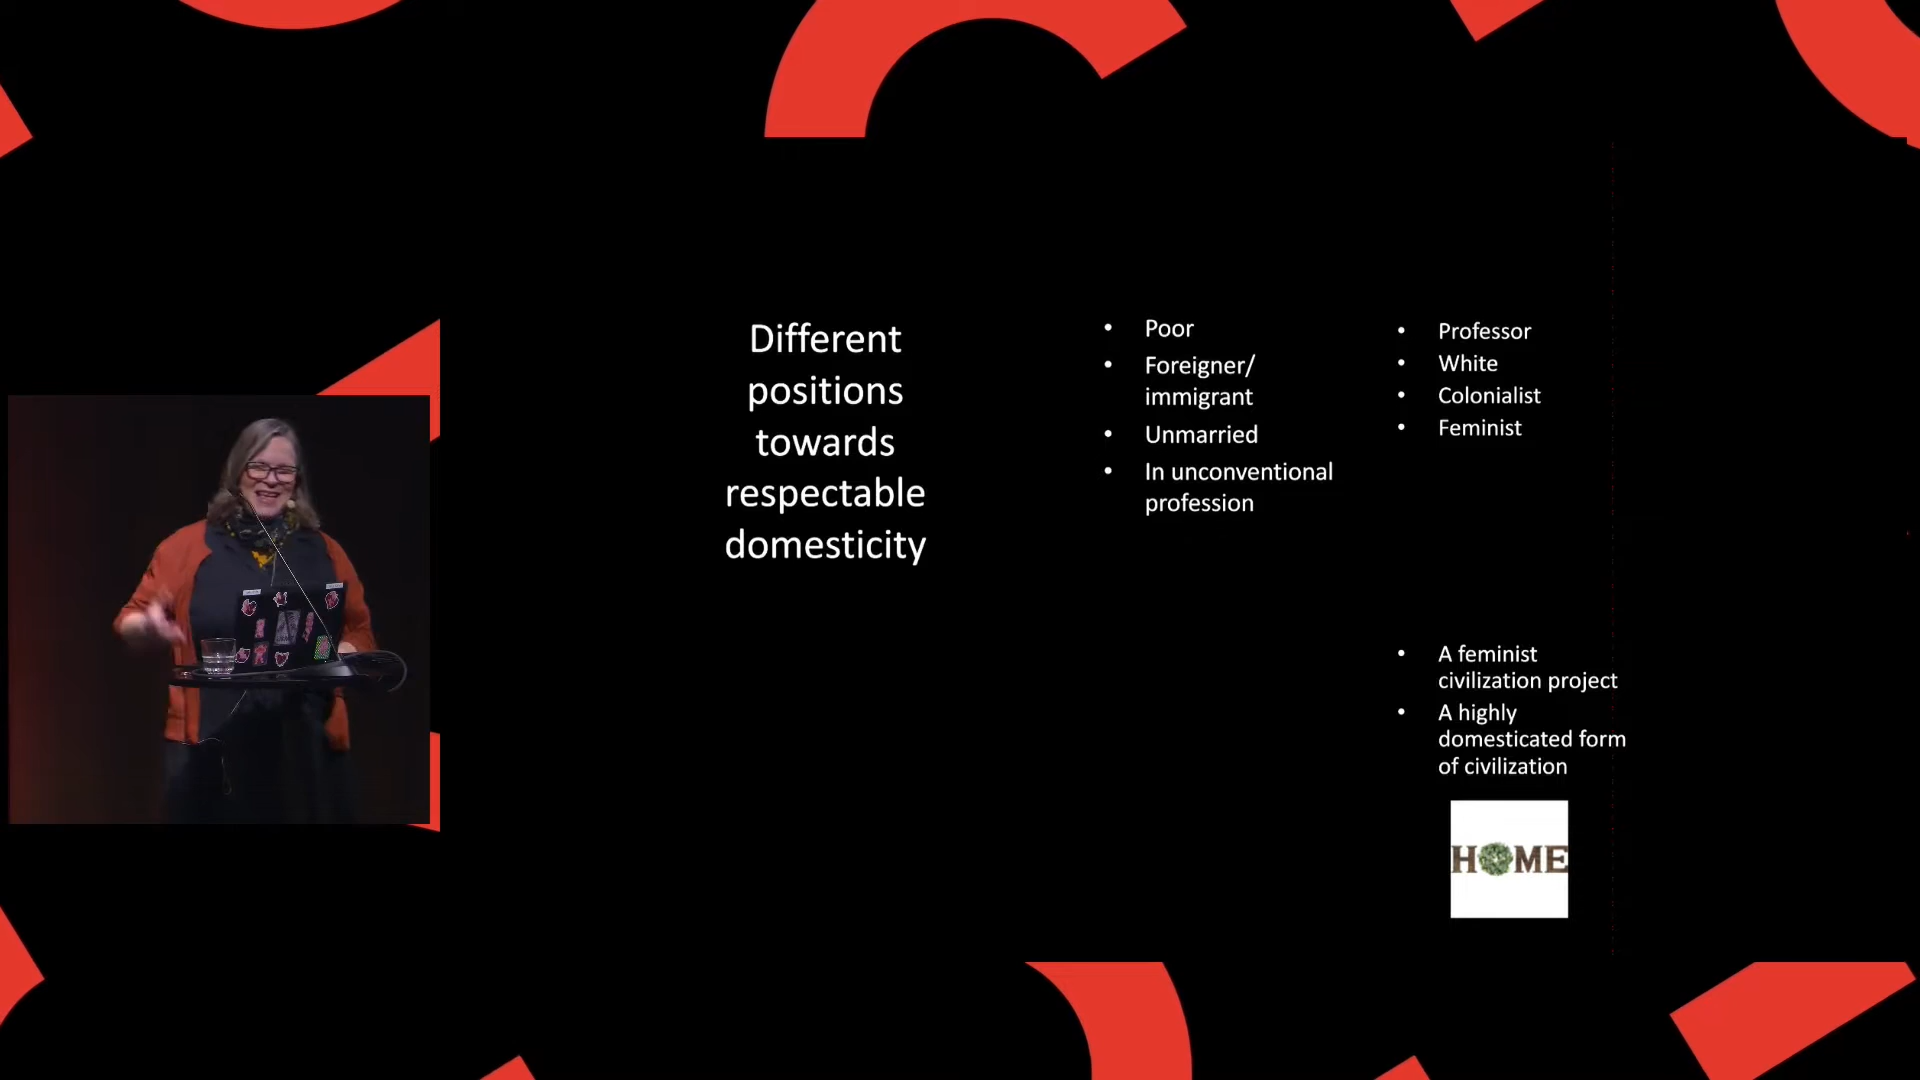 Different
positions
towards
respectable
domesticity
• Poor
• Foreigner/
immigrant
• Unmarried
• In unconventional
profession
• Professor
• White
• Colonialist
• Feminist
• A feminist
civilization project
• A highly
domesticated form
of civilization
HOME